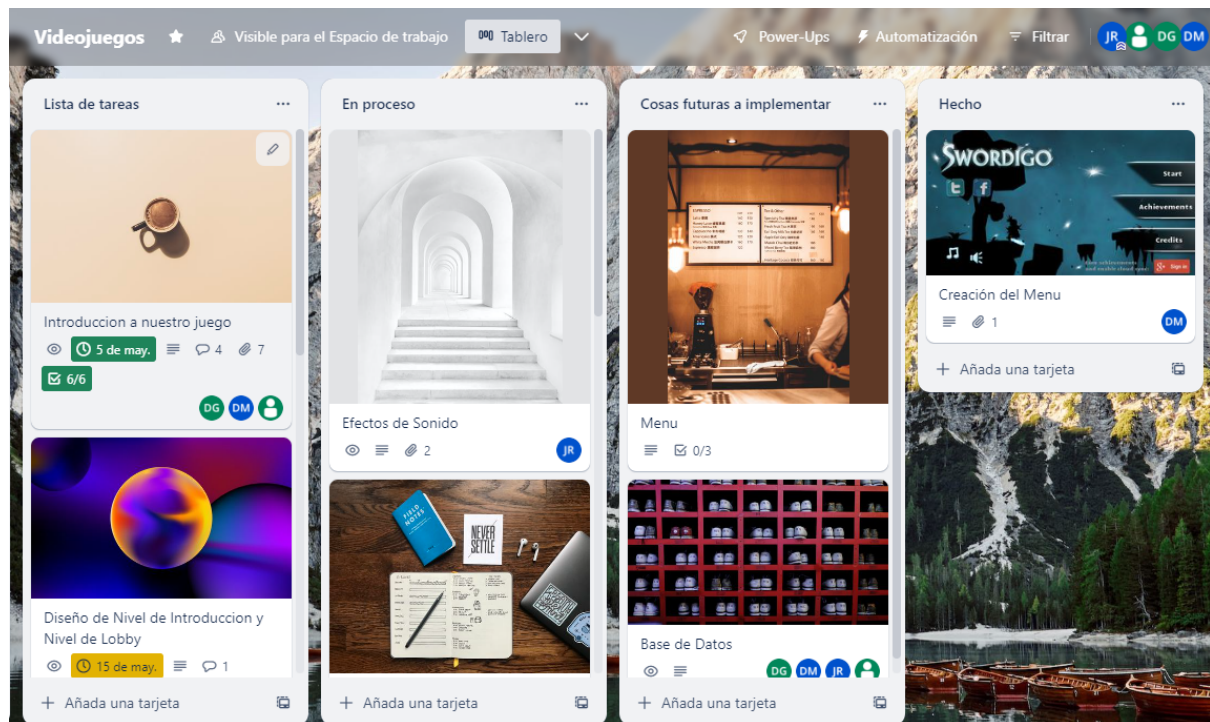 Videojuegos
Visible para el Espacio de trabajo
Tablero
Power-Ups
Automatización
Filtrar
JR
DG
DM
Lista de tareas
Introduccion a nuestro juego
5 de may.
4
7
6/6
DG
DM
Diseño de Nivel de Introduccion y
Nivel de Lobby
15 de may.
1
+ Añada una tarjeta
En proceso
Efectos de Sonido
2
JR
FIELD
NOTES
NEVER
SETTLE
+ Añada una tarjeta
Cosas futuras a implementar
Menu
0/3
Base de Datos
DG
DM
JR
+ Añada una tarjeta
Hecho
SWORDIGO
Start
Achievements
Credits
Sign in
Creación del Menu
1
DM
+ Añada una tarjeta